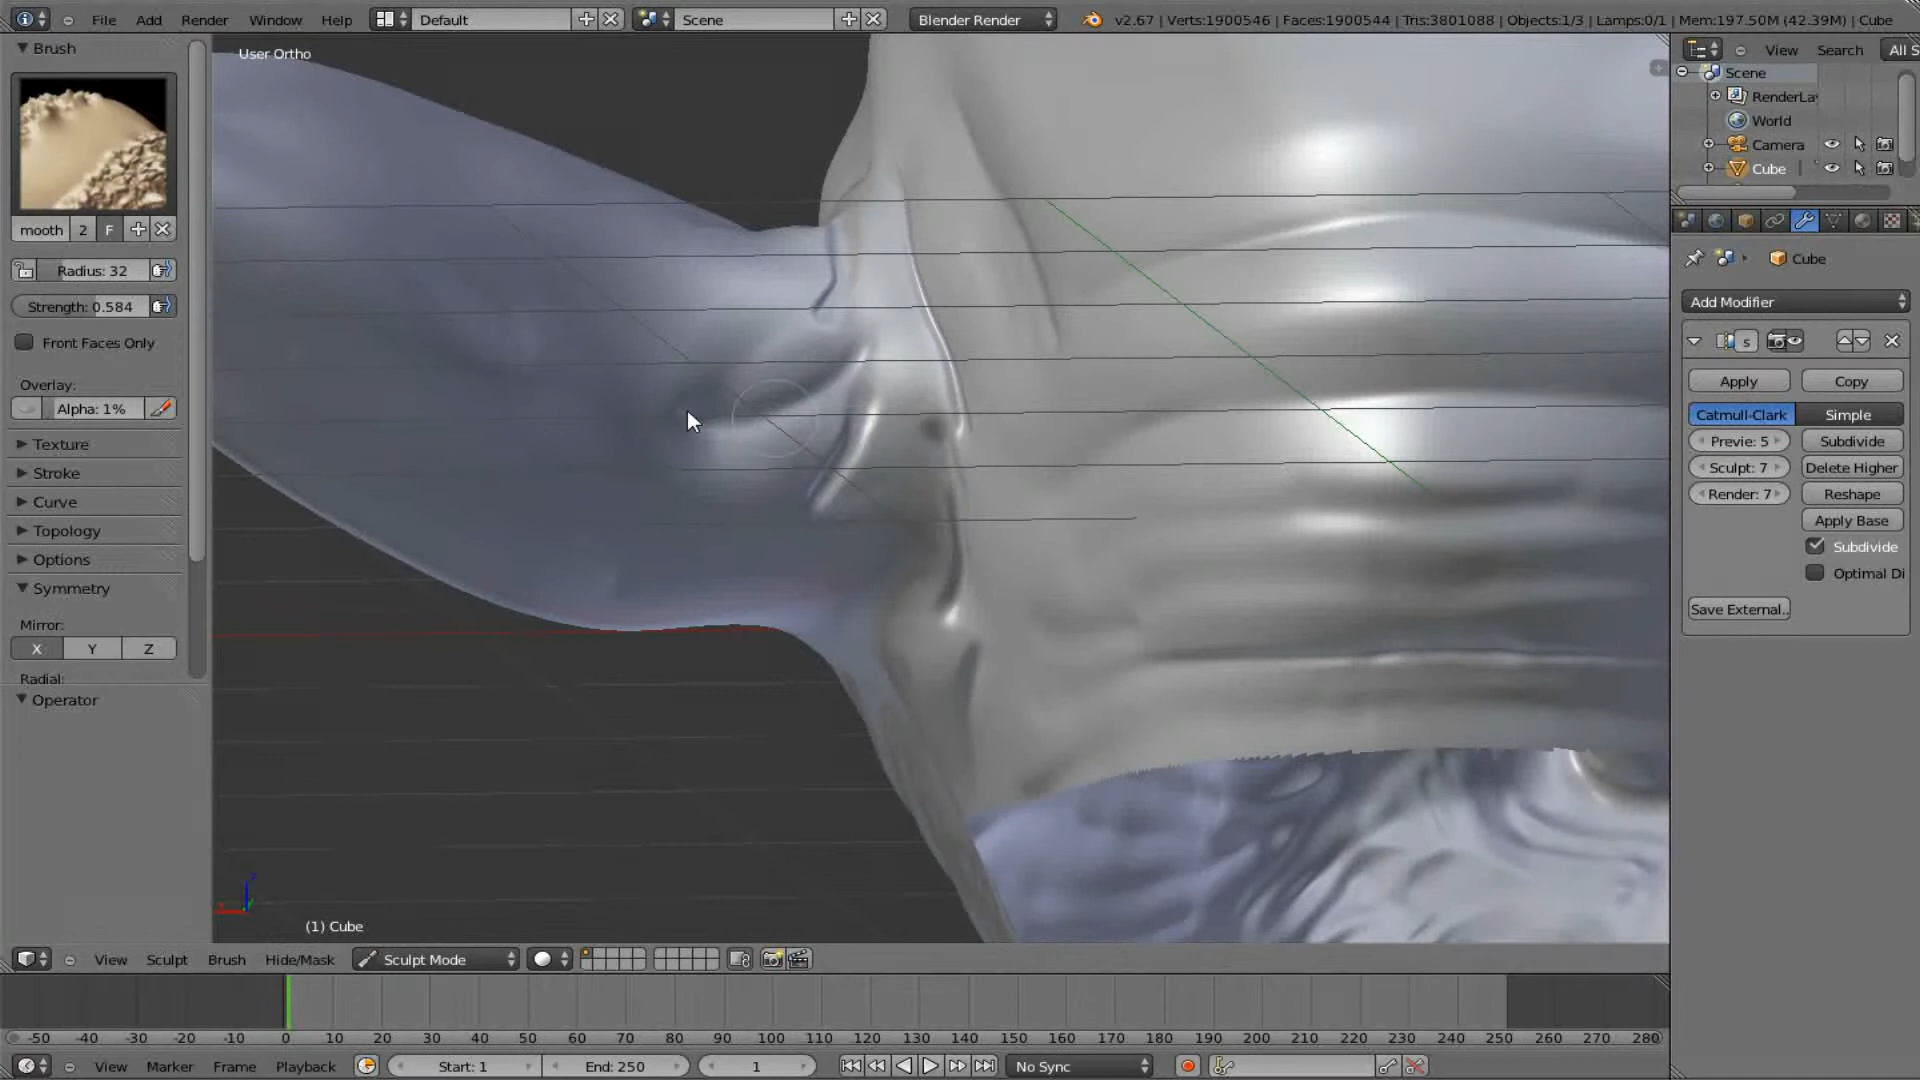 File Add Render Window Help Default Scene Blender Render v2.67 | Verts:1900546 | Faces:1900544 | Tris:3801088 | Objects:1/3 | Lamps:0/1 | Mem:197.50M (42.39M) | Cube
Brush
User Ortho
mooth 2 F
Radius: 32
Strength: 0.584
Front Faces Only
Overlay:
Alpha: 1%
Texture
Stroke
Curve
Topology
Options
Symmetry
Mirror:
X Y Z
Radial:
Operator
(1) Cube
View Search All S
Scene
RenderLa
World
Camera
Cube
Cube
Add Modifier
s
Apply Copy
Catmull-Clark Simple
Previe: 5 Subdivide
Sculpt: 7 Delete Higher
Render: 7 Reshape
Apply Base
Subdivide
Optimal Di
Save External..
View Sculpt Brush Hide/Mask Sculpt Mode
-50 -40 -30 -20 -10 0 10 20 30 40 50 60 70 80 90 100 110 120 130 140 150 160 170 180 190 200 210 220 230 240 250 260 270 280
View Marker Frame Playback Start: 1 End: 250 1 No Sync